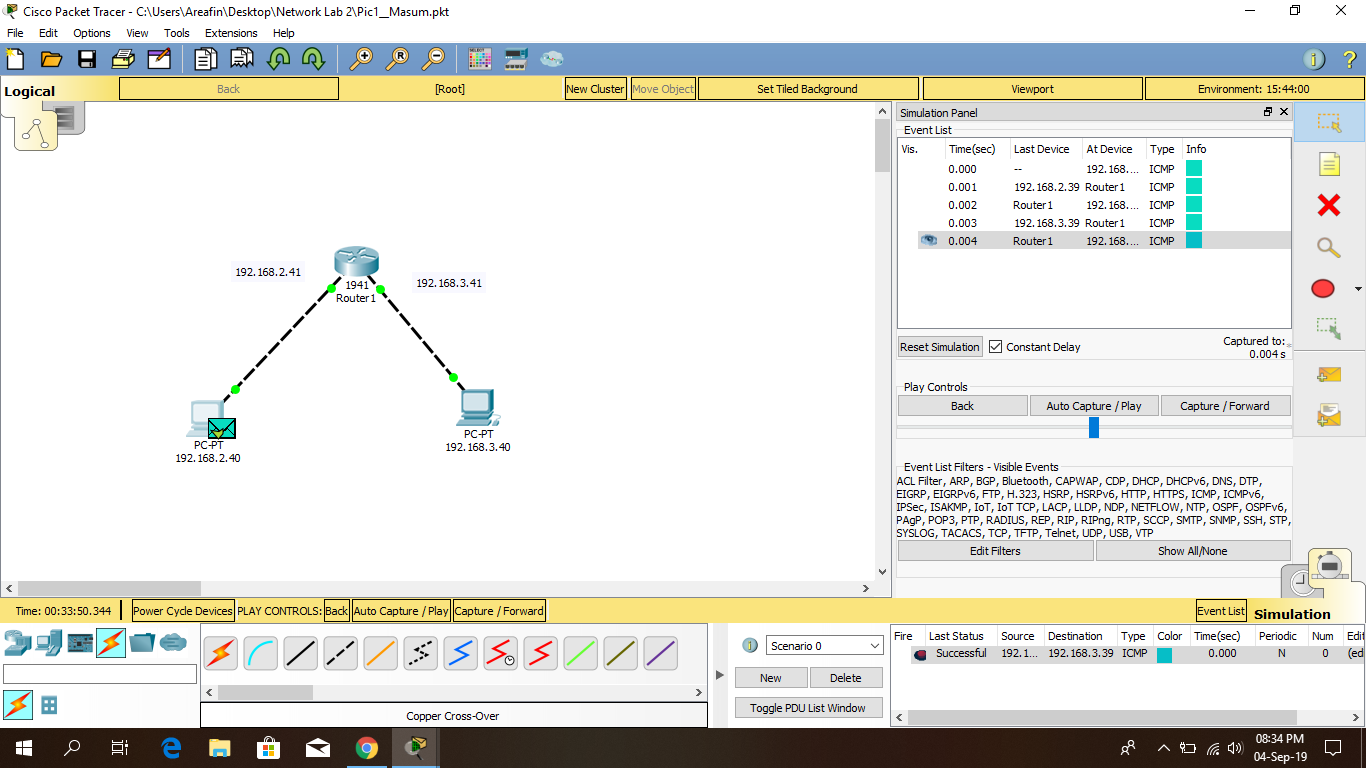 Cisco Packet Tracer - C:\Users\Areafin\Desktop\Network Lab 2\Pic1__Masum.pkt
File Edit Options View Tools Extensions Help
Logical
Back
[Root]
New Cluster
Move Object
Set Tiled Background
Viewport
Environment: 15:44:00
192.168.2.41
192.168.3.41
1941
Router1
PC-PT
192.168.2.40
PC-PT
192.168.3.40
Simulation Panel
Event List
Vis. Time(sec) Last Device At Device Type Info
0.000 -- 192.168.... ICMP
0.001 192.168.2.39 Router1 ICMP
0.002 Router1 192.168.... ICMP
0.003 192.168.3.39 Router1 ICMP
0.004 Router1 192.168.... ICMP
Reset Simulation
Constant Delay
Captured to:
0.004 s
*
Play Controls
Back
Auto Capture / Play
Capture / Forward
Event List Filters - Visible Events
ACL Filter, ARP, BGP, Bluetooth, CAPWAP, CDP, DHCP, DHCPv6, DNS, DTP,
EIGRP, EIGRPv6, FTP, H.323, HSRP, HSRPv6, HTTP, HTTPS, ICMP, ICMPv6,
IPSec, ISAKMP, IoT, IoT TCP, LACP, LLDP, NDP, NETFLOW, NTP, OSPF, OSPFv6,
PAgP, POP3, PTP, RADIUS, REP, RIP, RIPng, RTP, SCCP, SMTP, SNMP, SSH, STP,
SYSLOG, TACACS, TCP, TFTP, Telnet, UDP, USB, VTP
Edit Filters
Show All/None
Time: 00:33:50.344
Power Cycle Devices
PLAY CONTROLS:
Back
Auto Capture / Play
Capture / Forward
Event List
Simulation
Copper Cross-Over
Scenario 0
New
Delete
Toggle PDU List Window
Fire Last Status Source Destination Type Color Time(sec) Periodic Num Edit
Successful 192.1... 192.168.3.39 ICMP 0.000 N 0 (ed
08:34 PM
04-Sep-19